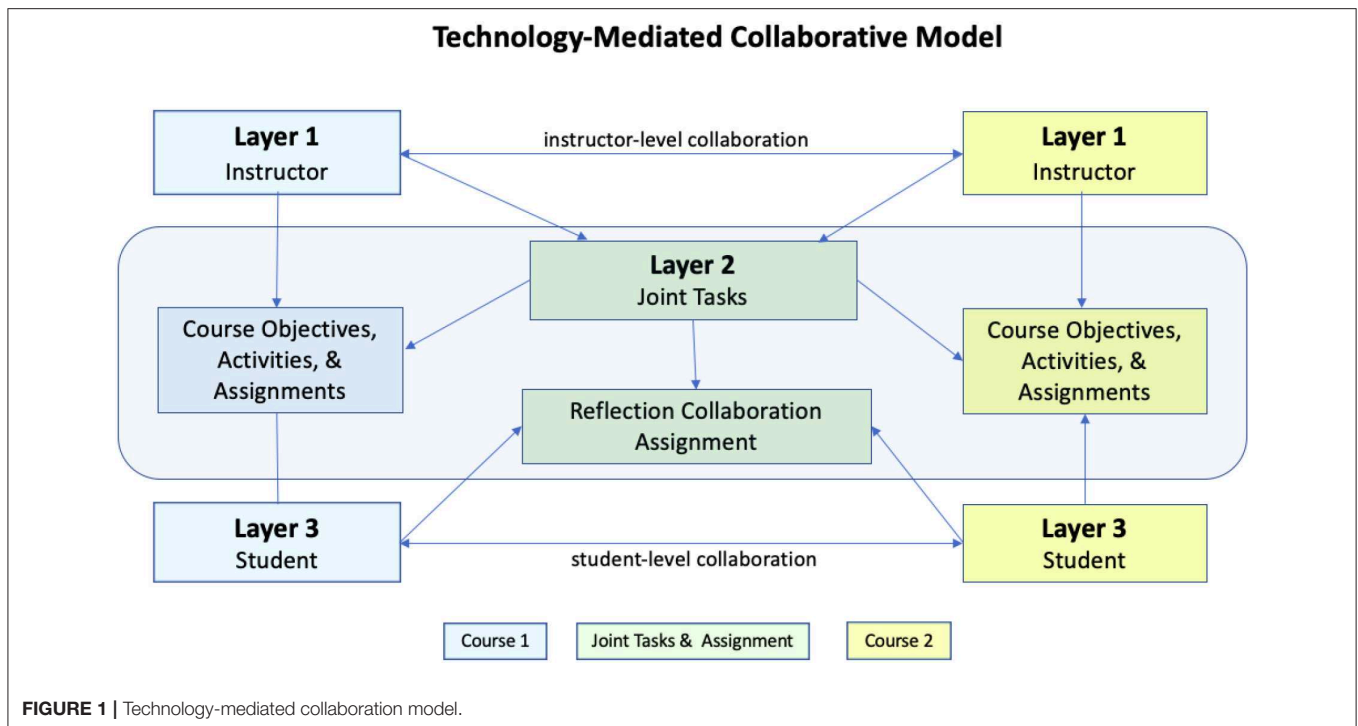 Technology-Mediated Collaborative Model
Layer 1
Instructor
instructor-level collaboration
Layer 1
Instructor
Layer 2
Joint Tasks
Course Objectives,
Activities, &
Assignments
Course Objectives,
Activities, &
Assignments
Reflection Collaboration
Assignment
Layer 3
Student
student-level collaboration
Layer 3
Student
Course 1
Joint Tasks & Assignment
Course 2
FIGURE 1 | Technology-mediated collaboration model.